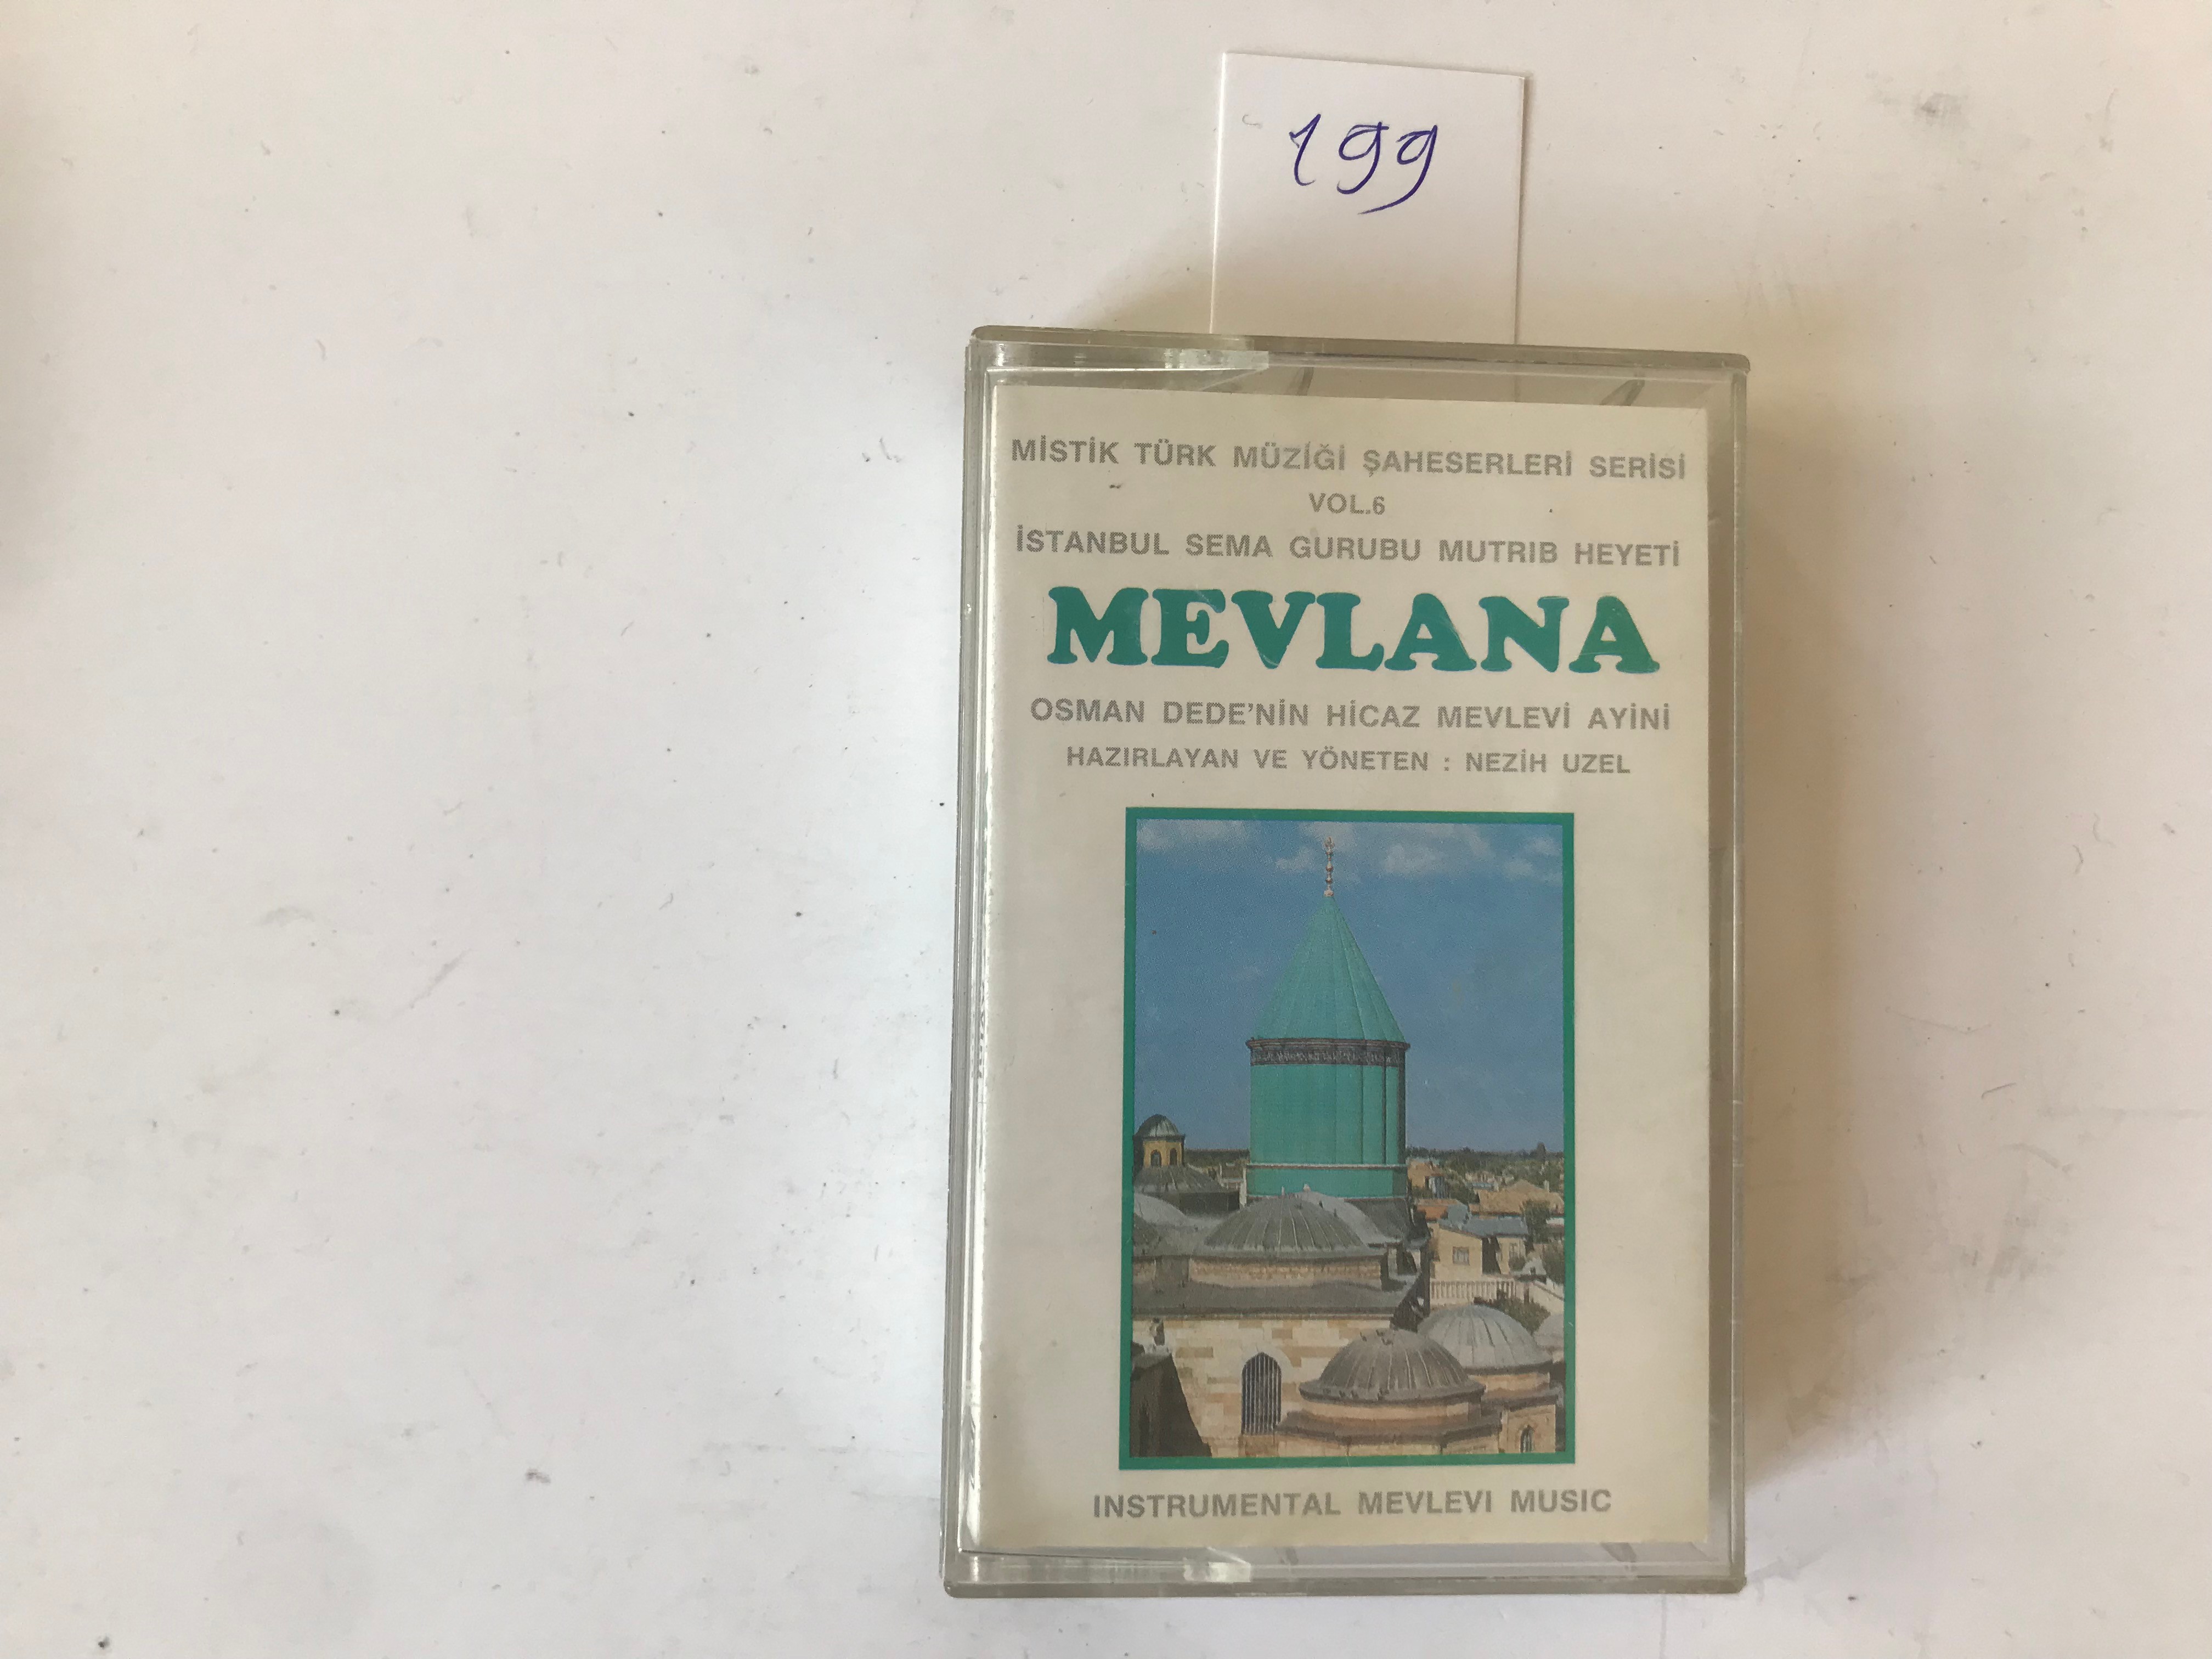 199
MİSTİK TÜRK MÜZİĞİ ŞAHESERLERİ SERİSİ
VOL.6
İSTANBUL SEMA GURUBU MUTRIB HEYETİ
MEVLANA
OSMAN DEDE'NİN HİCAZ MEVLEVİ AYİNİ
HAZIRLAYAN VE YÖNETEN : NEZİH UZEL
INSTRUMENTAL MEVLEVI MUSIC